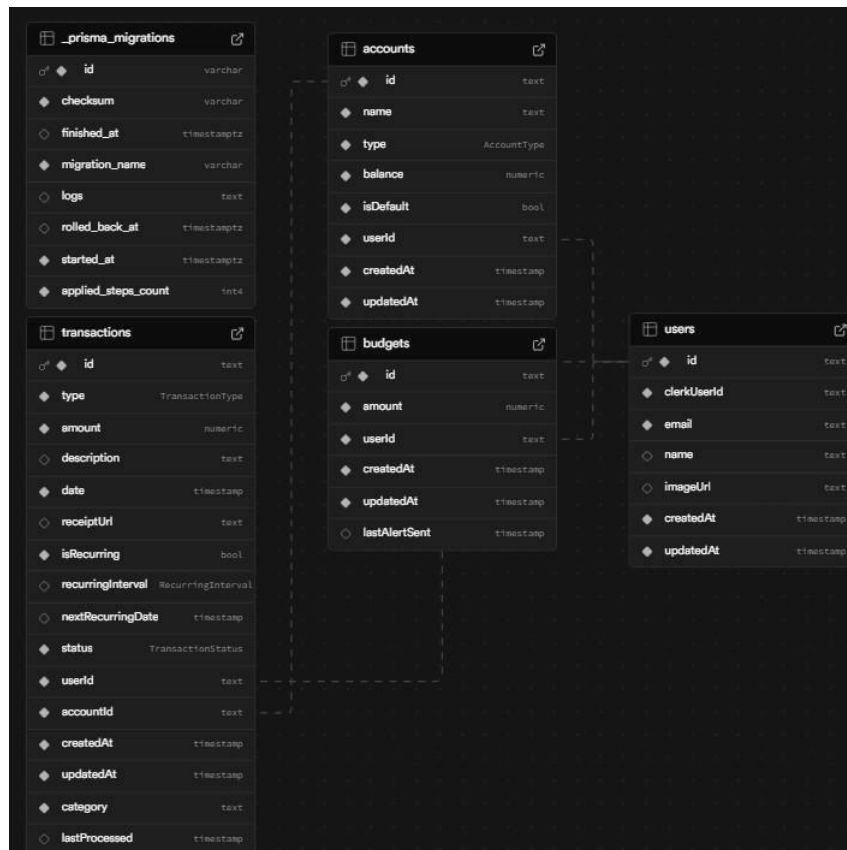 _prisma_migrations
id varchar
checksum varchar
finished_at timestamptz
migration_name varchar
logs text
rolled_back_at timestamptz
started_at timestamptz
applied_steps_count int4
transactions
id text
type TransactionType
amount numeric
description text
date timestamp
receiptUrl text
isRecurring bool
recurringInterval RecurringInterval
nextRecurringDate timestamp
status TransactionStatus
userId text
accountId text
createdAt timestamp
updatedAt timestamp
category text
lastProcessed timestamp
accounts
id text
name text
type AccountType
balance numeric
isDefault bool
userId text
createdAt timestamp
updatedAt timestamp
budgets
id text
amount numeric
userId text
createdAt timestamp
updatedAt timestamp
lastAlertSent timestamp
users
id text
clerkUserId text
email text
name text
imageUrl text
createdAt timestamp
updatedAt timestamp